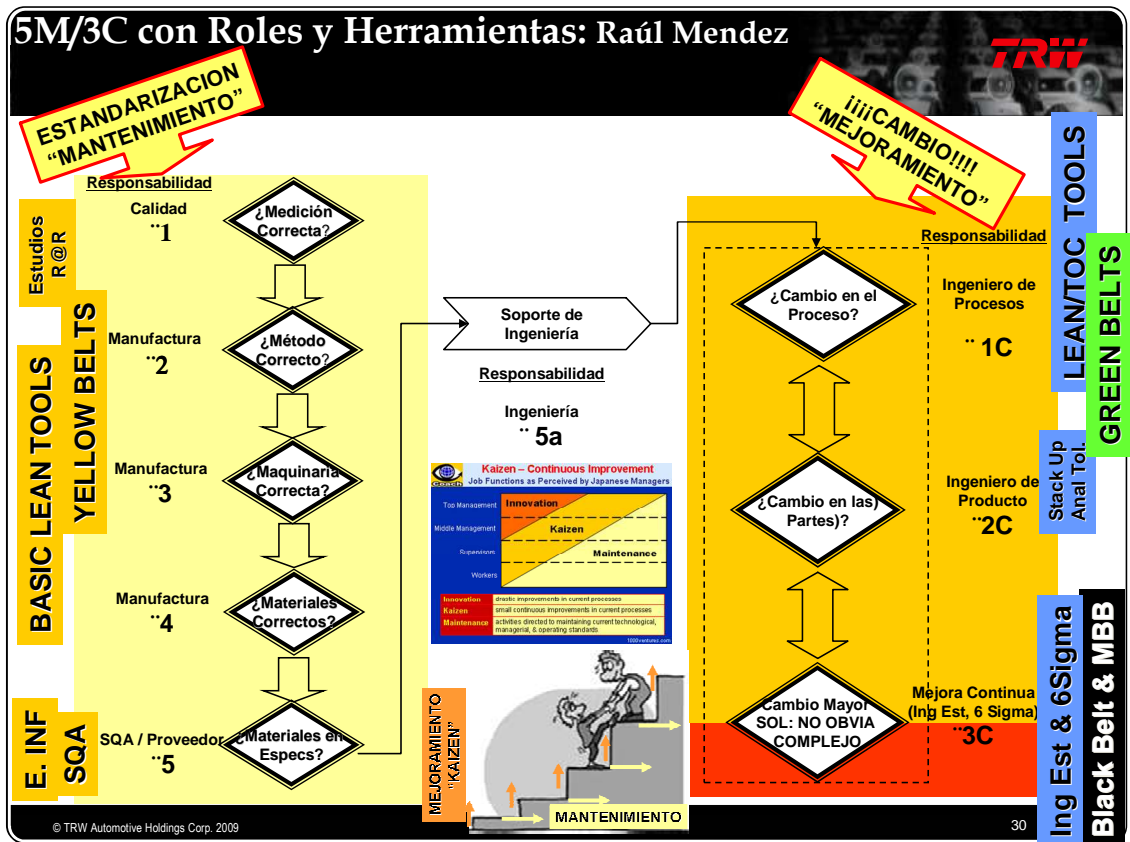 5M/3C con Roles y Herramientas: Raúl Mendez
TRW
ESTANDARIZACION
“MANTENIMIENTO”
¡¡¡¡CAMBIO!!!!
“MEJORAMIENTO”
Responsabilidad
Calidad
¨1
¿Medición
Correcta?
Estudios
R@R
Manufactura
¨2
¿Método
Correcto?
YELLOW BELTS
BASIC LEAN TOOLS
Manufactura
¨3
¿Maquinaría
Correcta?
Manufactura
¨4
¿Materiales
Correctos?
E. INF
SQA
SQA / Proveedor
¨5
¿Materiales en
Especs?
Soporte de
Ingeniería
Responsabilidad
Ingeniería
¨ 5a
Coach
Kaizen – Continuous Improvement
Job Functions as Perceived by Japanese Managers
Top Management
Middle Management
Supervisors
Workers
Innovation
Kaizen
Maintenance
Innovation drastic improvements in current processes
Kaizen small continuous improvements in current processes
Maintenance activities directed to maintaining current technological,
managerial, & operating standards
1000ventures.com
MEJORAMIENTO
“KAIZEN”
MANTENIMIENTO
Responsabilidad
¿Cambio en el
Proceso?
Ingeniero de
Procesos
¨ 1C
LEAN/TOC TOOLS
GREEN BELTS
¿Cambio en las)
Partes)?
Ingeniero de
Producto
¨2C
Stack Up
Anal Tol.
Cambio Mayor
SOL: NO OBVIA
COMPLEJO
Mejora Continua
(Ing Est, 6 Sigma)
¨3C
Ing Est & 6Sigma
Black Belt & MBB
© TRW Automotive Holdings Corp. 2009
30